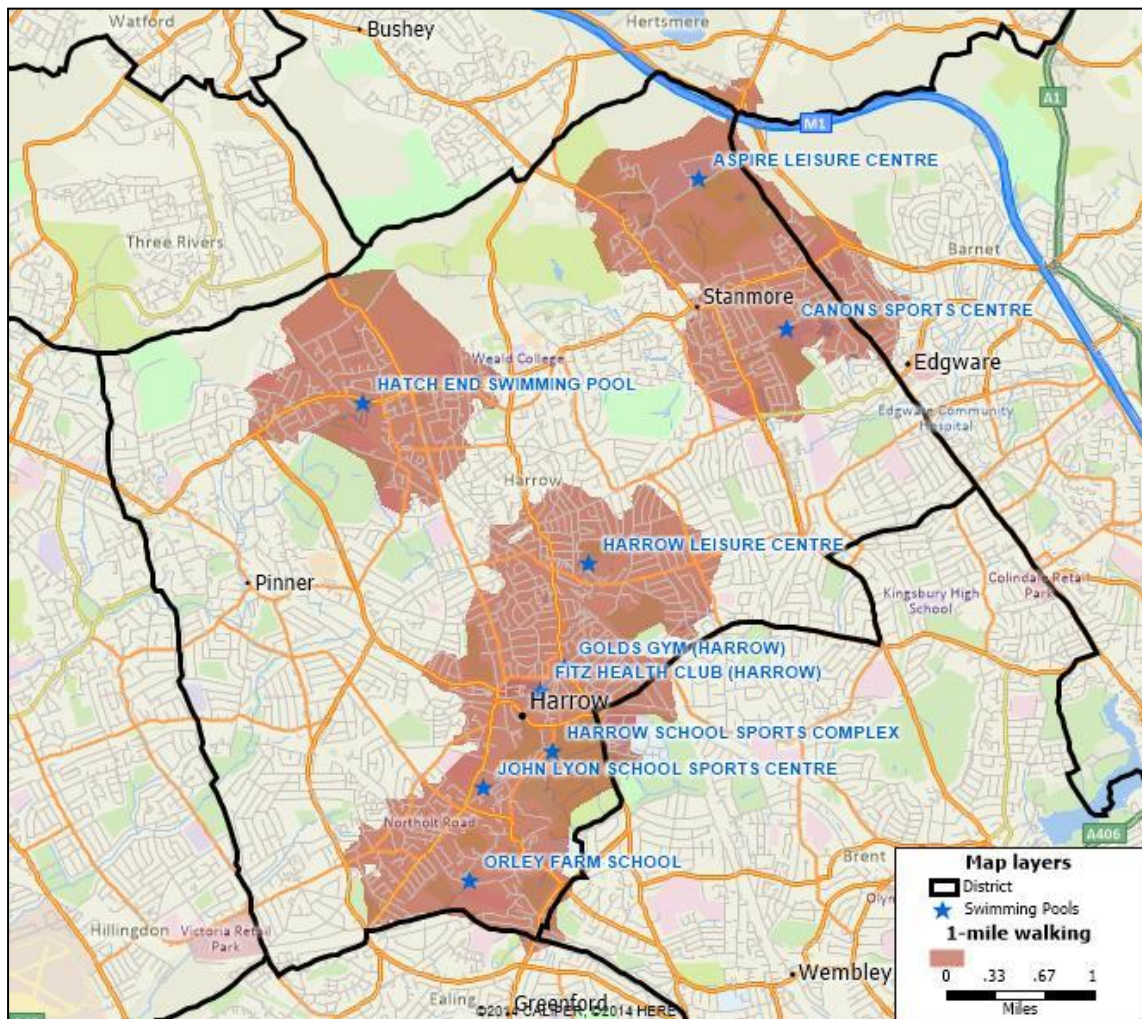 Watford
Bushey
Hertsmere
A1
M1
ASPIRE LEISURE CENTRE
Three Rivers
Barnet
Stanmore
CANONS SPORTS CENTRE
Weald College
Edgware
HATCH END SWIMMING POOL
Edgware Community
Hospital
Harrow
HARROW LEISURE CENTRE
Pinner
Colindale Retail
Park
Kingsbury High
School
GOLDS GYM (HARROW)
FITZ HEALTH CLUB (HARROW)
Harrow
HARROW SCHOOL SPORTS COMPLEX
JOHN LYON SCHOOL SPORTS CENTRE
Northolt Road
A406
ORLEY FARM SCHOOL
Brent
Hillingdon
Victoria Retail
Park
Wembley
Ealing
Greenford
©2014 CALIPER; ©2014 HERE
Map layers
District
Swimming Pools
1-mile walking
0 .33 .67 1
Miles